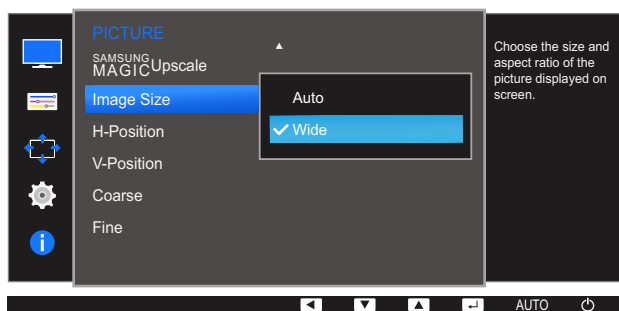 PICTURE
SAMSUNG
MAGICUpscale
Image Size
H-Position
V-Position
Coarse
Fine
Auto
Wide
Choose the size and
aspect ratio of the
picture displayed on
screen.
AUTO